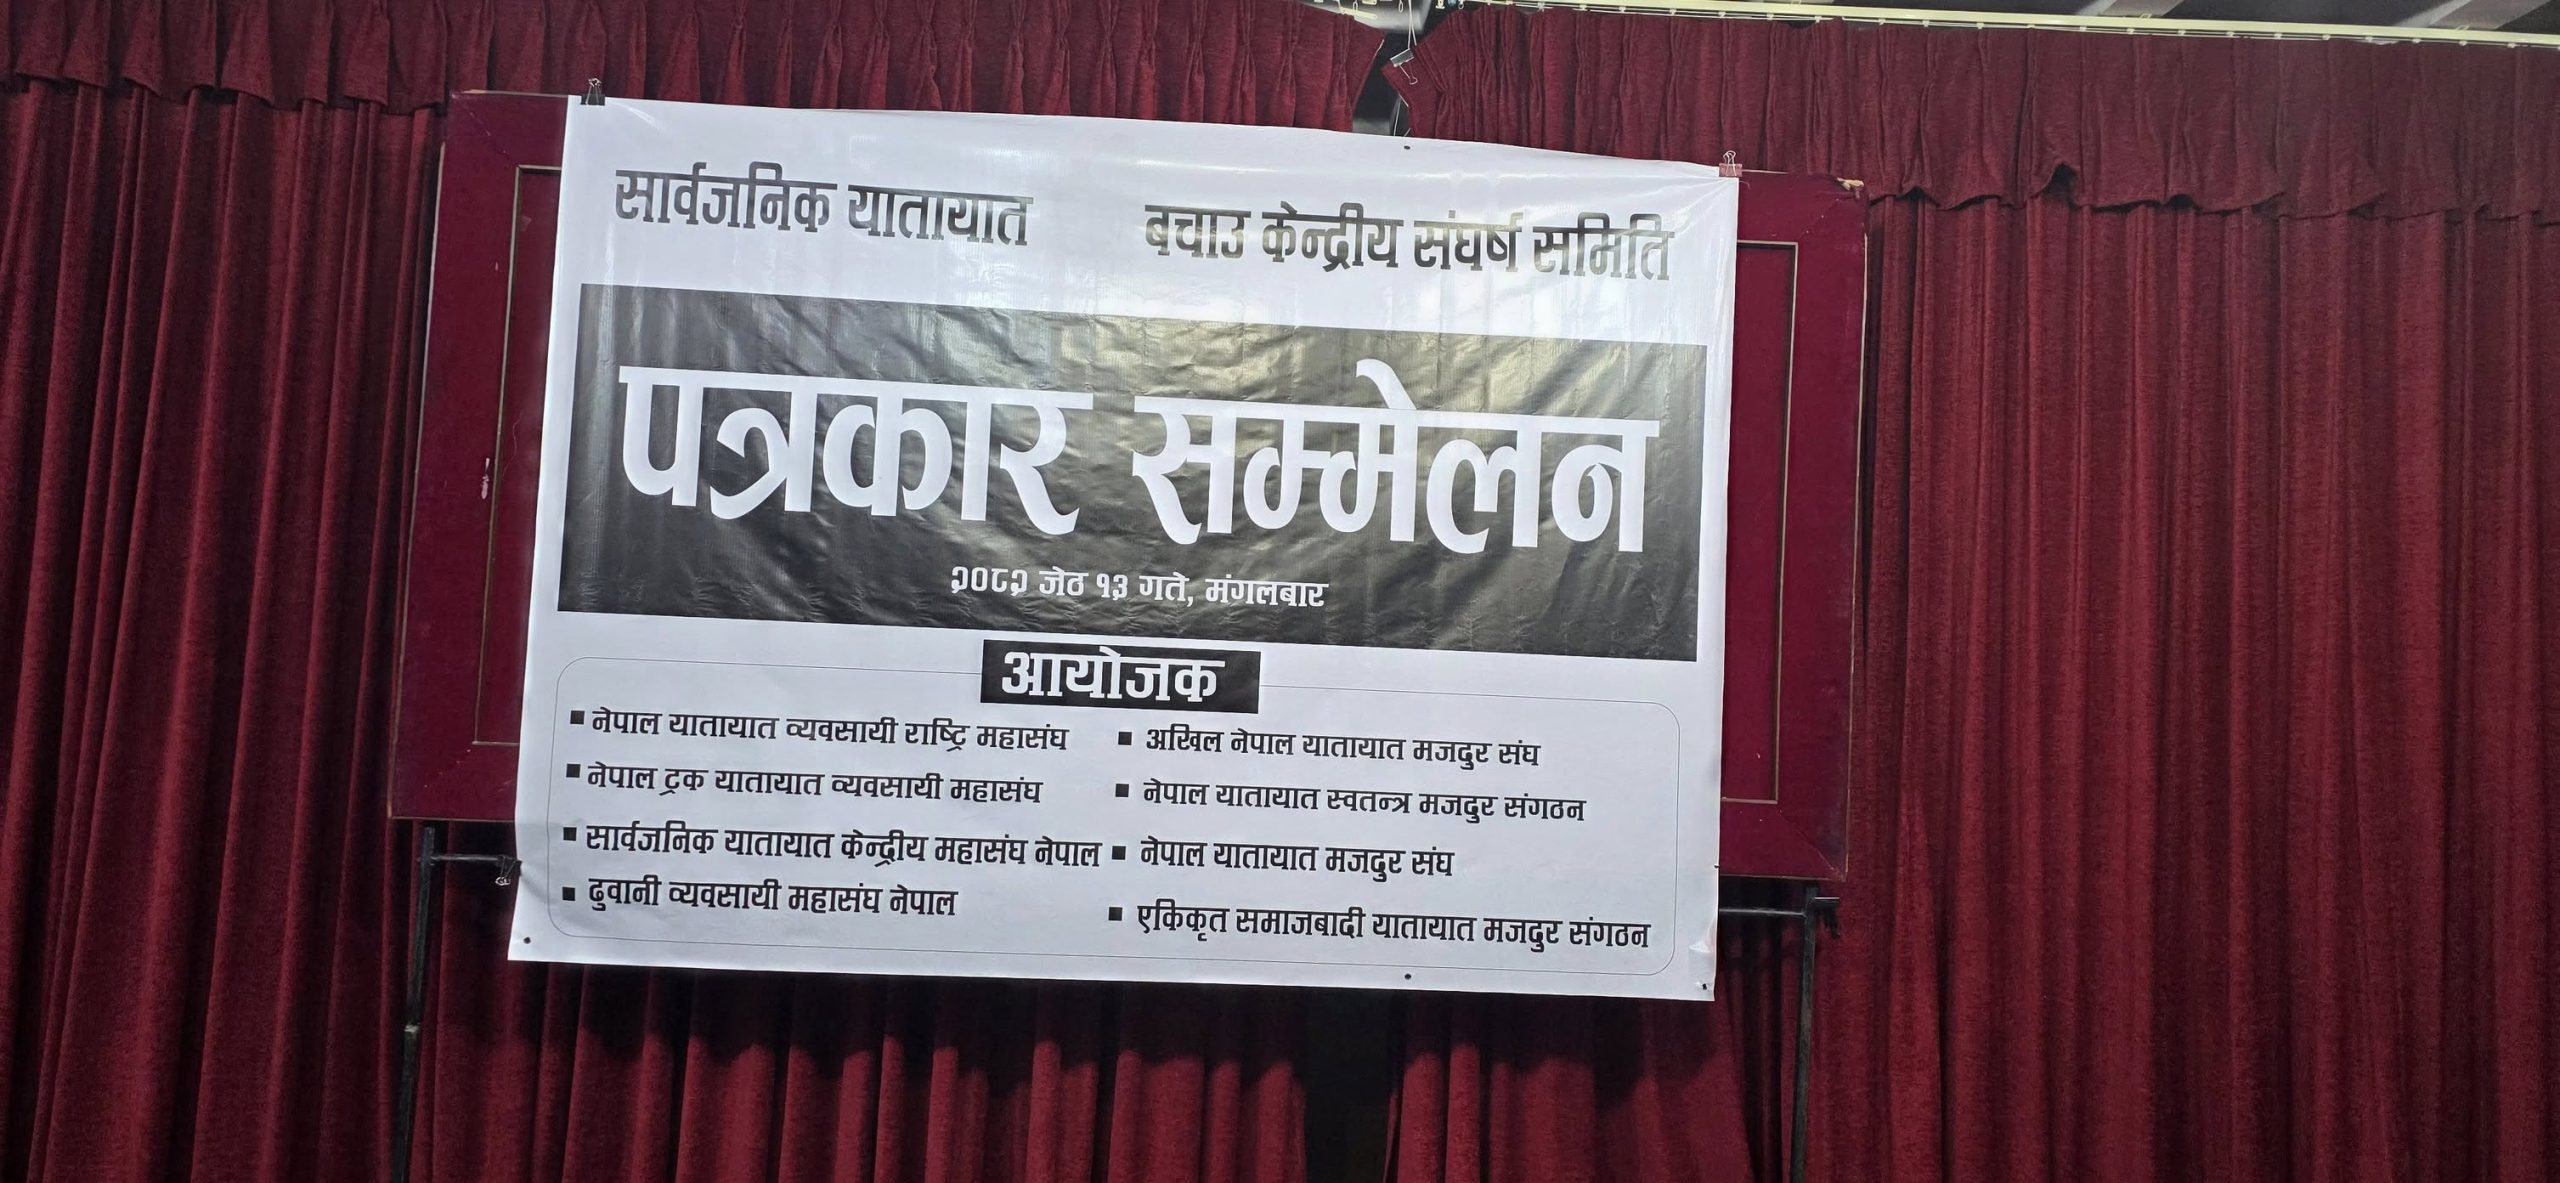 सार्वजनिक यातायात बचाउ केन्द्रीय संघर्ष समिति
पत्रकार सम्मेलन
२०८२ जेठ १३ गते, मंगलबार
आयोजक
▪ नेपाल यातायात व्यवसायी राष्ट्रि महासंघ
▪ नेपाल ट्रक यातायात व्यवसायी महासंघ
▪ सार्वजनिक यातायात केन्द्रीय महासंघ नेपाल
▪ ढुवानी व्यवसायी महासंघ नेपाल
▪ अखिल नेपाल यातायात मजदुर संघ
▪ नेपाल यातायात स्वतन्त्र मजदुर संगठन
▪ नेपाल यातायात मजदुर संघ
▪ एकिकृत समाजबादी यातायात मजदुर संगठन